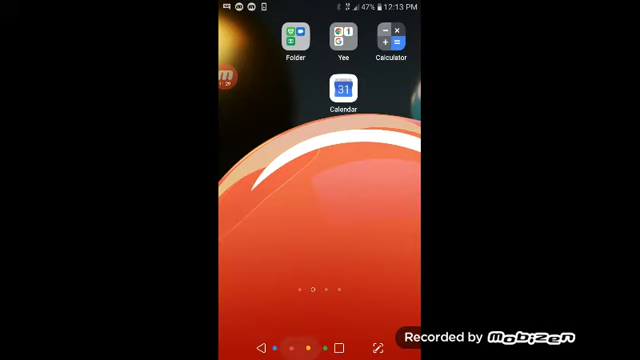 47% 12:13 PM
Folder
Yee
Calculator
31
Calendar
Recorded by MOBIZEN